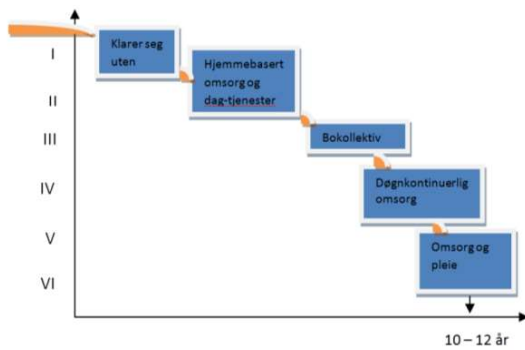 I
II
III
IV
V
VI
Klarer seg
uten
Hjemmebasert
omsorg og
dag-tjenester
Bokollektiv
Døgnkontinuerlig
omsorg
Omsorg og
pleie
10 – 12 år